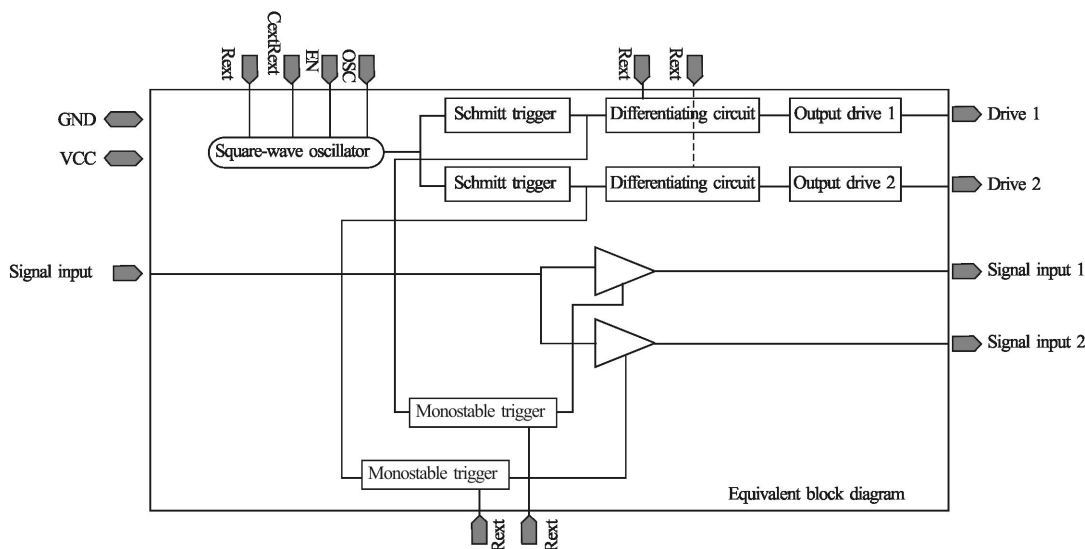 Rext
CextRext
EN
OSC
Rext
Rext
GND
VCC
Square-wave oscillator
Schmitt trigger
Differentiating circuit
Output drive 1
Drive 1
Schmitt trigger
Differentiating circuit
Output drive 2
Drive 2
Signal input
Signal input 1
Signal input 2
Monostable trigger
Monostable trigger
Equivalent block diagram
Rext
Rext